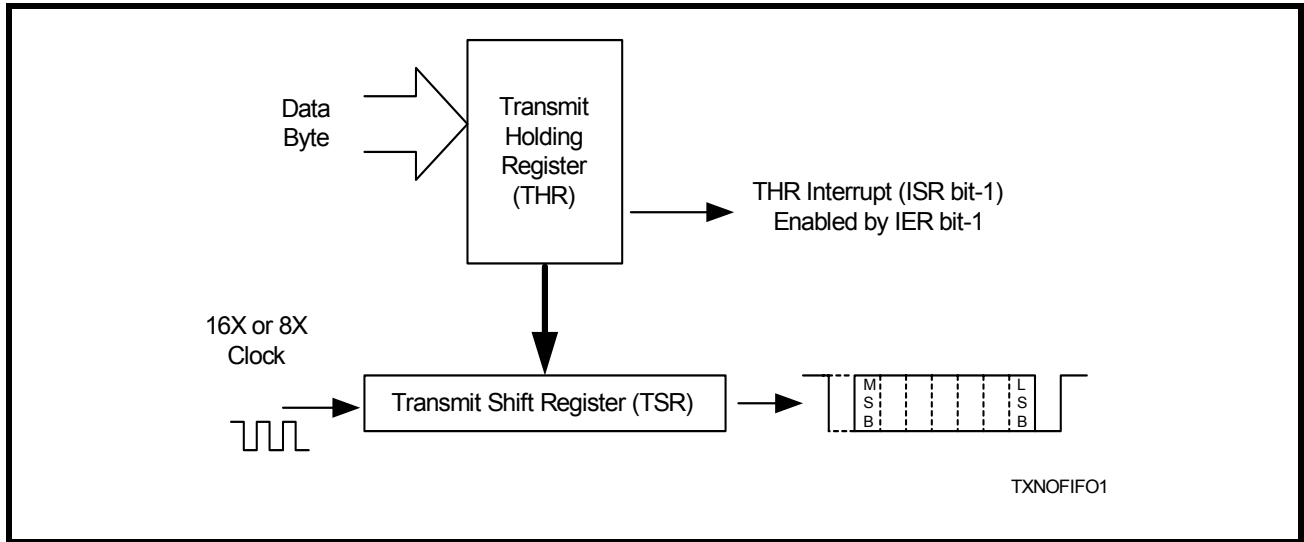 Data
Byte
Transmit
Holding
Register
(THR)
THR Interrupt (ISR bit-1)
Enabled by IER bit-1
16X or 8X
Clock
Transmit Shift Register (TSR)
M
S
B
L
S
B
TXNOFIFO1